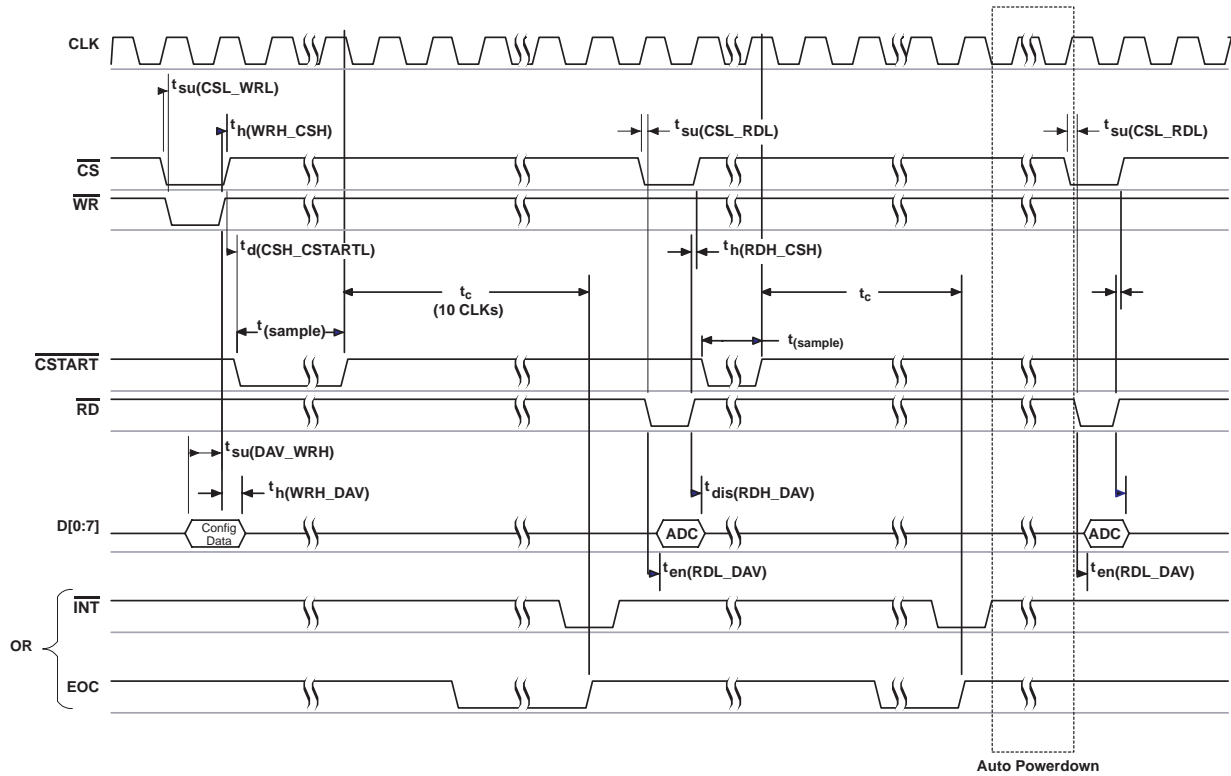 CLK
tsu(CSL_WRL)
th(WRH_CSH)
tsu(CSL_RDL)
tsu(CSL_RDL)
CS
WR
td(CSH_CSTARTL)
th(RDH_CSH)
tc
(10 CLKs)
tc
t(sample)
t(sample)
CSTART
RD
tsu(DAV_WRH)
th(WRH_DAV)
tdis(RDH_DAV)
D[0:7]
Config
Data
ADC
ADC
ten(RDL_DAV)
ten(RDL_DAV)
INT
OR
EOC
Auto Powerdown